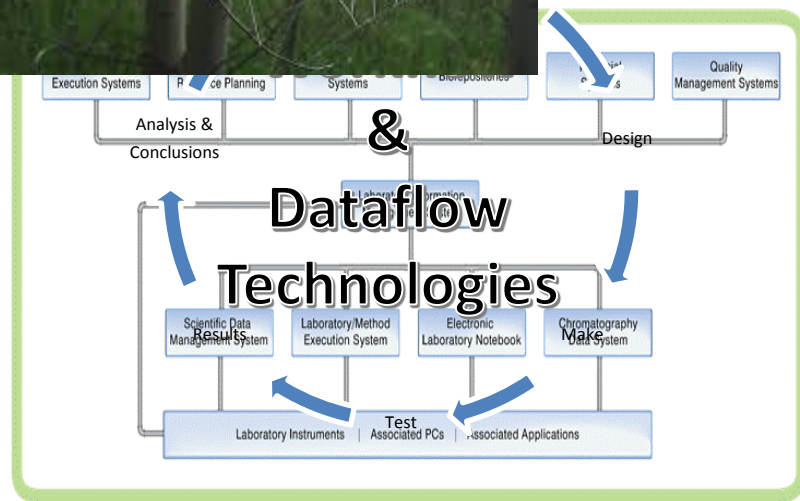 Execution Systems
Planning
Systems
Biorepositories
Quality
Management Systems
Analysis &
Conclusions
&
Design
Dataflow
Technologies
Scientific Data
Management System
Results
Laboratory/Method
Execution System
Electronic
Laboratory Notebook
Chromatography
Data System
Make
Test
Laboratory Instruments | Associated PCs | Associated Applications